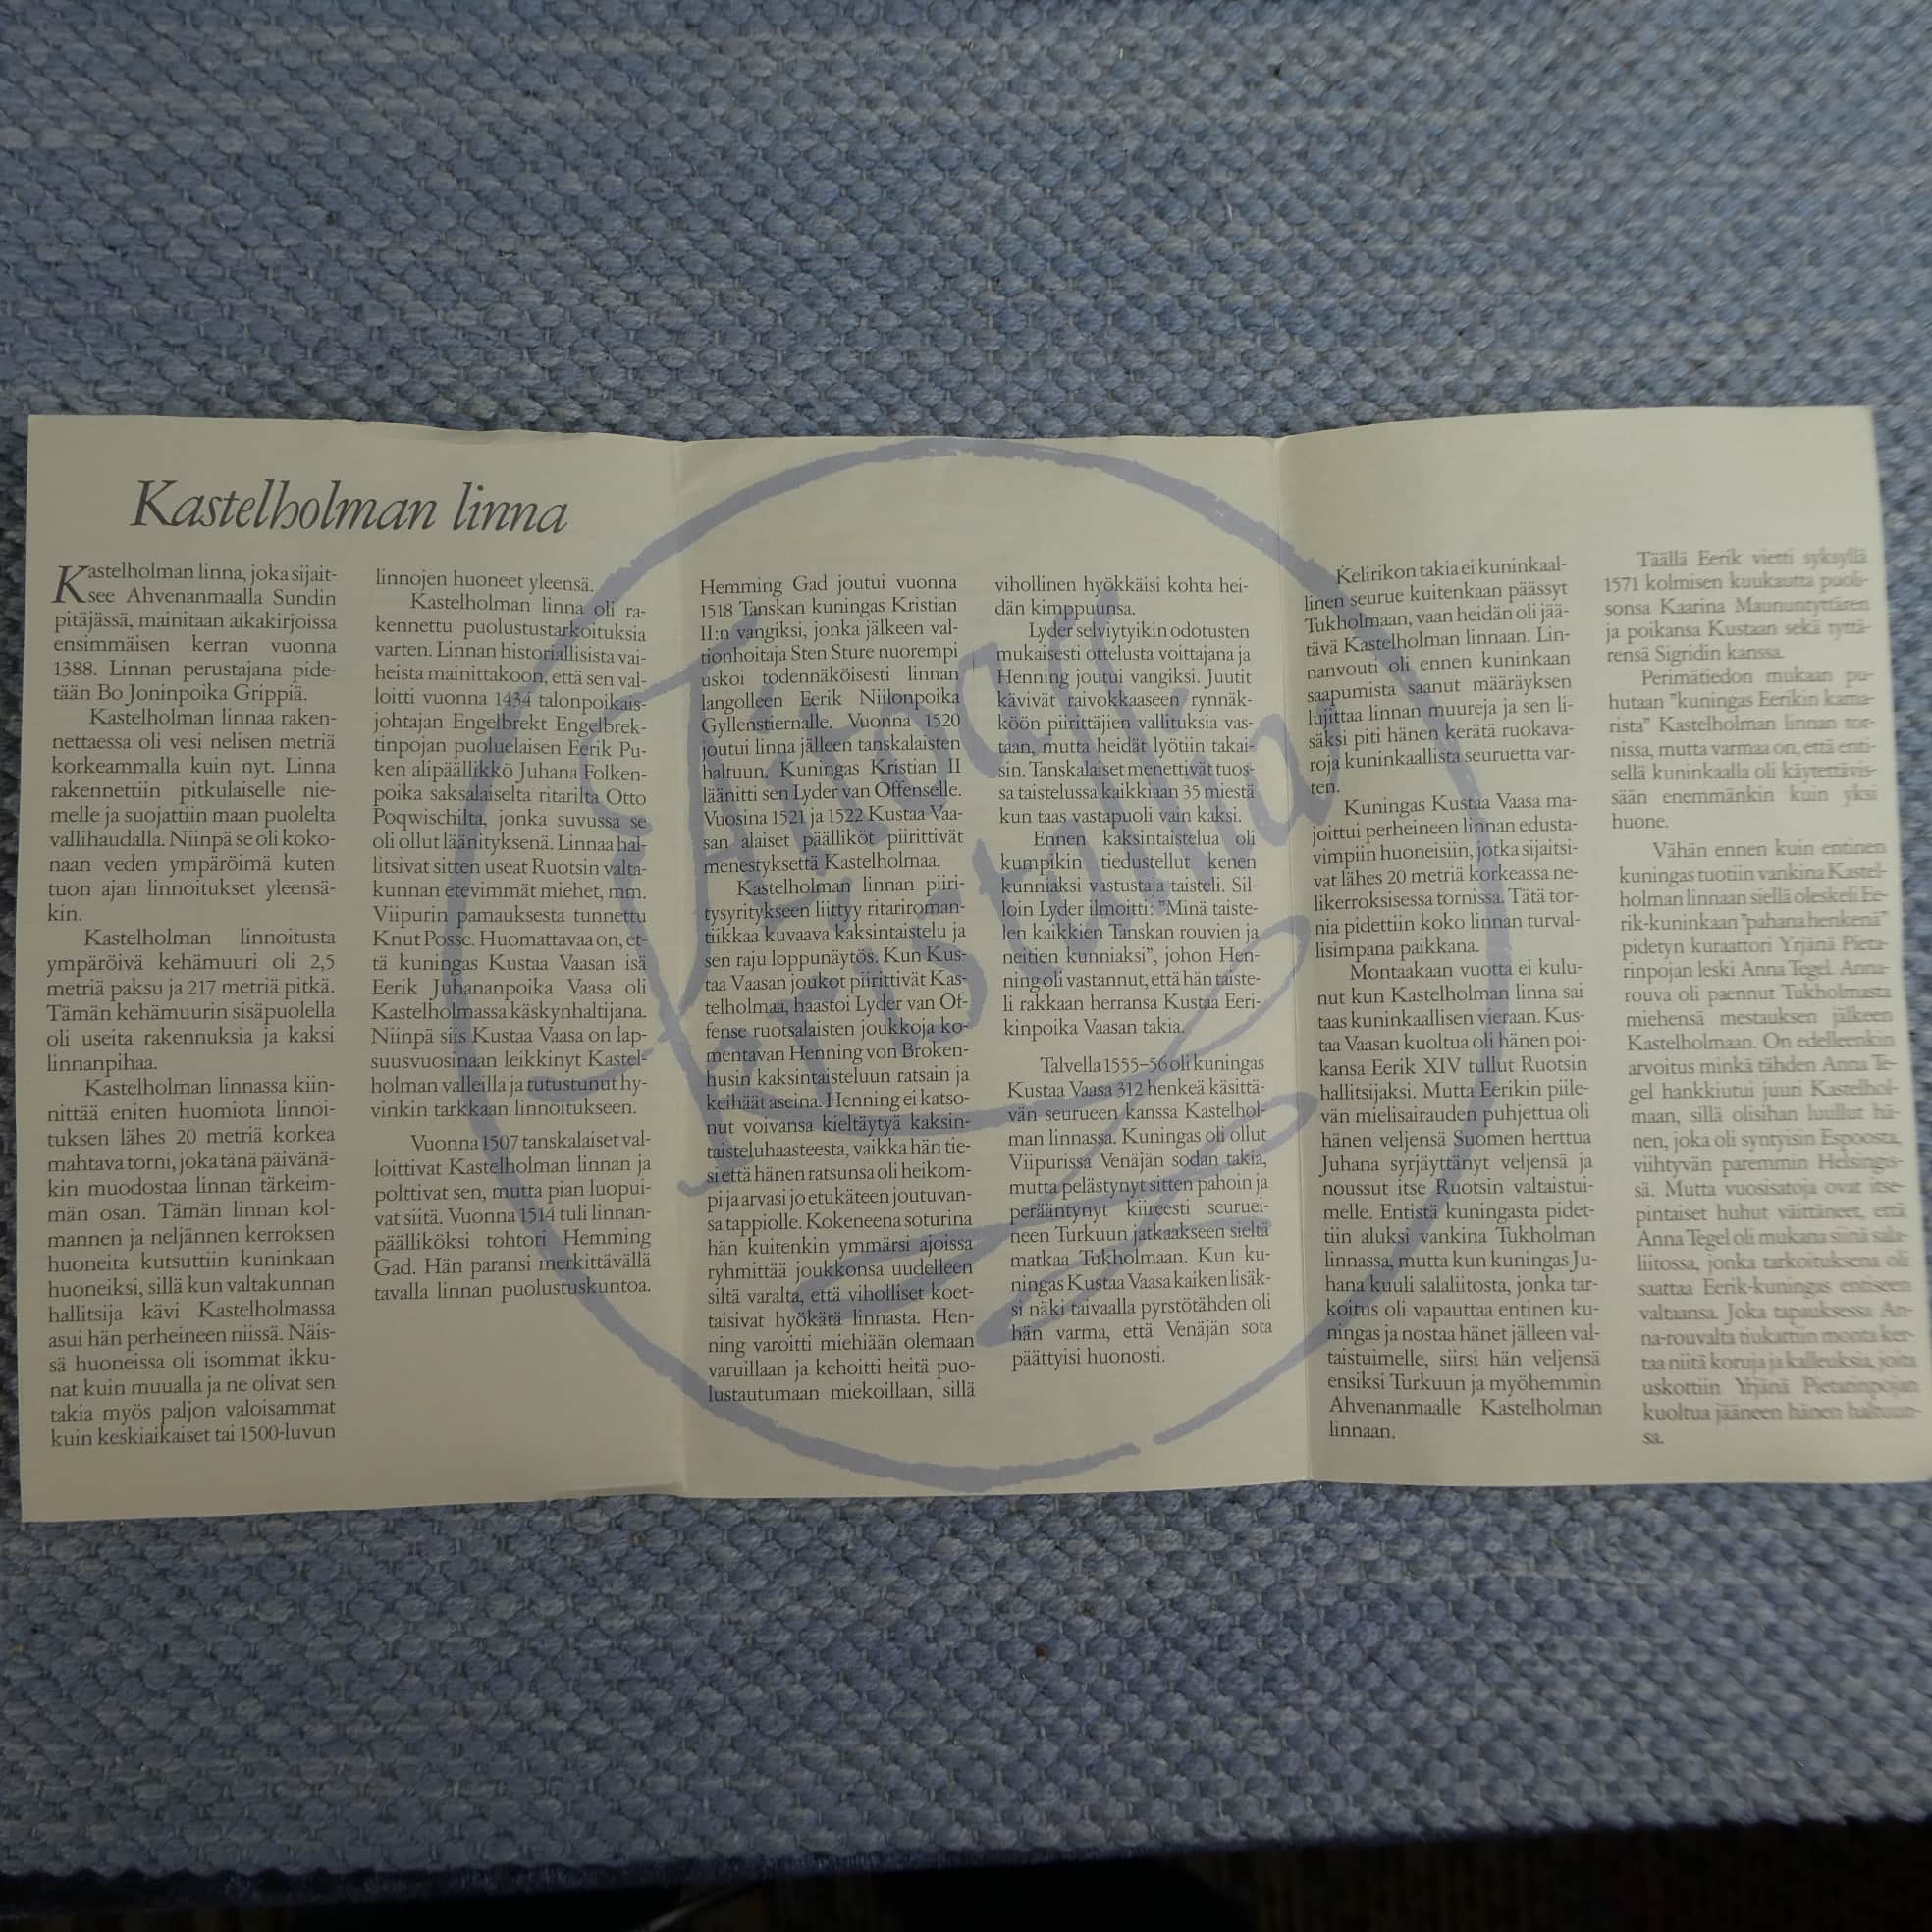 Kastelholman linna
Kastelholman linna, joka sijait-
see Ahvenanmaalla Sundin
pitäjässä, mainitaan aikakirjoissa
ensimmäisen kerran vuonna
1388. Linnan perustajana pide-
tään Bo Joninpoika Grippiä.
Kastelholman linnaa raken-
nettaessa oli vesi nelisen metriä
korkeammalla kuin nyt. Linna
rakennettiin pitkulaiselle nie-
melle ja suojattiin maan puolelta
vallihaudalla. Niinpä se oli koko-
naan veden ympäröimä kuten
tuon ajan linnoitukset yleensä-
kin.
Kastelholman linnoitusta
ympäröivä kehämuuri oli 2,5
metriä paksu ja 217 metriä pitkä.
Tämän kehämuurin sisäpuolella
oli useita rakennuksia ja kaksi
linnanpihaa.
Kastelholman linnassa kiin-
nittää eniten huomiota linnoi-
tuksen lähes 20 metriä korkea
mahtava torni, joka tänä päivänä-
kin muodostaa linnan tärkeim-
män osan. Tämän linnan kol-
mannen ja neljännen kerroksen
huoneita kutsuttiin kuninkaan
huoneiksi, sillä kun valtakunnan
hallitsija kävi Kastelholmassa
asui hän perheineen niissä. Näis-
sä huoneissa oli isommat ikku-
nat kuin muualla ja ne olivat sen
takia myös paljon valoisammat
kuin keskiaikaiset tai 1500-luvun
linnojen huoneet yleensä.
Kastelholman linna oli ra-
kennettu puolustustarkoituksia
varten. Linnan historiallisista vai-
heista mainittakoon, että sen val-
loitti vuonna 1434 talonpoikais-
johtajan Engelbrekt Engelbrek-
tinpojan puoluelaisen Eerik Pu-
ken alipäällikkö Juhana Folken-
poika saksalaiselta ritarilta Otto
Poqwischilta, jonka suvussa se
oli ollut läänityksenä. Linnaa hal-
litsivat sitten useat Ruotsin valta-
kunnan etevimmät miehet, mm.
Viipurin pamauksesta tunnettu
Knut Posse. Huomattavaa on, et-
tä kuningas Kustaa Vaasan isä
Eerik Juhananpoika Vaasa oli
Kastelholmassa käskynhaltijana.
Niinpä siis Kustaa Vaasa on lap-
suusvuosinaan leikkinyt Kastel-
holman valleilla ja tutustunut hy-
vinkin tarkkaan linnoitukseen.
Vuonna 1507 tanskalaiset val-
loittivat Kastelholman linnan ja
polttivat sen, mutta pian luopui-
vat siitä. Vuonna 1514 tuli linnan-
päälliköksi tohtori Hemming
Gad. Hän paransi merkittävällä
tavalla linnan puolustuskuntoa.
Hemming Gad joutui vuonna
1518 Tanskan kuningas Kristian
II:n vangiksi, jonka jälkeen val-
tionhoitaja Sten Sture nuorempi
uskoi todennäköisesti linnan
langolleen Eerik Niilonpoika
Gyllenstiernalle. Vuonna 1520
joutui linna jälleen tanskalaisten
haltuun. Kuningas Kristian II
läänitti sen Lyder van Offenselle.
Vuosina 1521 ja 1522 Kustaa Vaa-
san alaiset päälliköt piirittivät
menestyksettä Kastelholmaa.
Kastelholman linnan piiri-
tysyritykseen liittyy ritariroman-
tiikkaa kuvaava kaksintaistelu ja
sen raju loppunäytös. Kun Kus-
taa Vaasan joukot piirittivät Kas-
telholmaa, haastoi Lyder van Of-
fense ruotsalaisten joukkoja ko-
mentavan Henning von Broken-
husin kaksintaisteluun ratsain ja
keihäät aseina. Henning ei katso-
nut voivansa kieltäytyä kaksin-
taisteluhaasteesta, vaikka hän tie-
si että hänen ratsunsa oli heikom-
pi ja arvasi jo etukäteen joutuvan-
sa tappiolle. Kokeneena soturina
hän kuitenkin ymmärsi ajoissa
ryhmittää joukkonsa uudelleen
siltä varalta, että viholliset koet-
taisivat hyökätä linnasta. Hen-
ning varoitti miehiään olemaan
varuillaan ja kehoitti heitä puo-
lustautumaan miekoillaan, sillä
vihollinen hyökkäisi kohta hei-
dän kimppuunsa.
Lyder selviytyikin odotusten
mukaisesti ottelusta voittajana ja
Henning joutui vangiksi. Juutit
kävivät raivokkaaseen rynnäk-
köön piirittäjien vallituksia vas-
taan, mutta heidät lyötiin takai-
sin. Tanskalaiset menettivät tuos-
sa taistelussa kaikkiaan 35 miestä
kun taas vastapuoli vain kaksi.
Ennen kaksintaistelua oli
kumpikin tiedustellut kenen
kunniaksi vastustaja taisteli. Sil-
loin Lyder ilmoitti: ”Minä taiste-
len kaikkien Tanskan rouvien ja
neitien kunniaksi”, johon Hen-
ning oli vastannut, että hän taiste-
li rakkaan herransa Kustaa Eeri-
kinpoika Vaasan takia.
Talvella 1555–56 oli kuningas
Kustaa Vaasa 312 henkeä käsittä-
vän seurueen kanssa Kastelhol-
man linnassa. Kuningas oli ollut
Viipurissa Venäjän sodan takia,
mutta pelästynyt sitten pahoin ja
perääntynyt kiireesti seuruei-
neen Turkuun jatkaakseen sieltä
matkaa Tukholmaan. Kun ku-
ningas Kustaa Vaasa kaiken lisäk-
si näki taivaalla pyrstötähden oli
hän varma, että Venäjän sota
päättyisi huonosti.
Kelirikon takia ei kuninkaal-
linen seurue kuitenkaan päässyt
Tukholmaan, vaan heidän oli jää-
tävä Kastelholman linnaan. Lin-
nanvouti oli ennen kuninkaan
saapumista saanut määräyksen
lujittaa linnan muureja ja sen li-
säksi piti hänen kerätä ruokava-
roja kuninkaallista seuruetta var-
ten.
Kuningas Kustaa Vaasa ma-
joittui perheineen linnan edusta-
vimpiin huoneisiin, jotka sijaitsi-
vat lähes 20 metriä korkeassa ne-
likerroksisessa tornissa. Tätä tor-
nia pidettiin koko linnan turval-
lisimpana paikkana.
Montaakaan vuotta ei kulu-
nut kun Kastelholman linna sai
taas kuninkaallisen vieraan. Kus-
taa Vaasan kuoltua oli hänen poi-
kansa Eerik XIV tullut Ruotsin
hallitsijaksi. Mutta Eerikin piile-
vän mielisairauden puhjettua oli
hänen veljensä Suomen herttua
Juhana syrjäyttänyt veljensä ja
noussut itse Ruotsin valtaistui-
melle. Entistä kuningasta pidet-
tiin aluksi vankina Tukholman
linnassa, mutta kun kuningas Ju-
hana kuuli salaliitosta, jonka tar-
koitus oli vapauttaa entinen ku-
ningas ja nostaa hänet jälleen val-
taistuimelle, siirsi hän veljensä
ensiksi Turkuun ja myöhemmin
Ahvenanmaalle Kastelholman
linnaan.
Täällä Eerik vietti syksyllä
1571 kolmisen kuukautta puoli-
sonsa Kaarina Maununtyttären
ja poikansa Kustaan sekä tyttä-
rensä Sigridin kanssa.
Perimätiedon mukaan pu-
hutaan ”kuningas Eerikin kama-
rista” Kastelholman linnan tor-
nissa, mutta varmaa on, että enti-
sellä kuninkaalla oli käytettävis-
sään enemmänkin kuin yksi
huone.
Vähän ennen kuin entinen
kuningas tuotiin vankina Kastel-
holman linnaan siellä oleskeli Ee-
rik-kuninkaan ”pahana henkenä”
pidetyn kuraattori Yrjänä Pieta-
rinpojan leski Anna Tegel. Anna-
rouva oli paennut Tukholmasta
miehensä mestauksen jälkeen
Kastelholmaan. On edelleenkin
arvoitus minkä tähden Anna Te-
gel hankkiutui juuri Kastelhol-
maan, sillä olisihan luullut hä-
nen, joka oli syntyisin Espoosta,
viihtyvän paremmin Helsingis-
sä. Mutta vuosisatoja ovat itse-
pintaiset huhut väittäneet, että
Anna Tegel oli mukana siinä sala-
liitossa, jonka tarkoituksena oli
saattaa Eerik-kuningas entiseen
valtaansa. Joka tapauksessa An-
na-rouvalta tiukattiin monta ker-
taa niitä koruja ja kalleuksia, joita
uskottiin Yrjänä Pietarinpojan
kuoltua jääneen hänen haltuun-
sa.